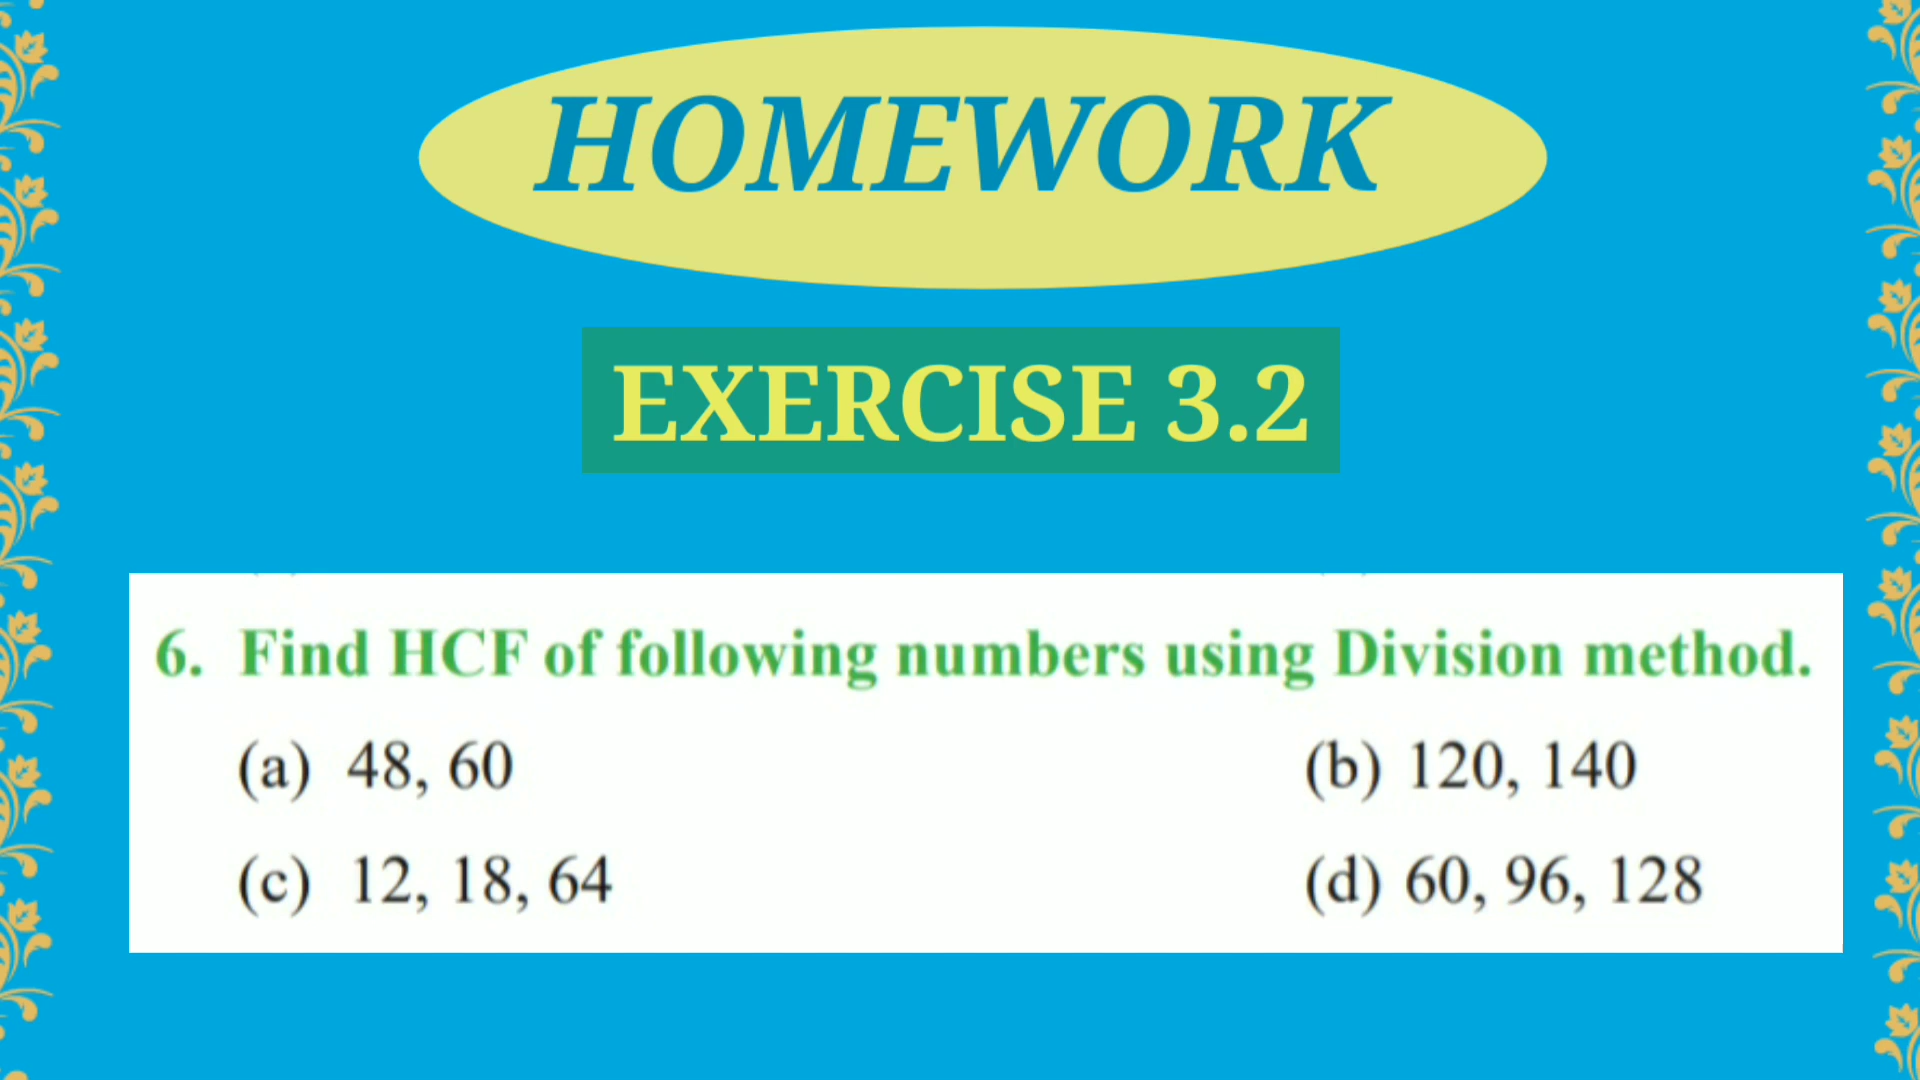 HOMEWORK
EXERCISE 3.2
6. Find HCF of following numbers using Division method.
(a) 48, 60 (b) 120, 140
(c) 12, 18, 64 (d) 60, 96, 128